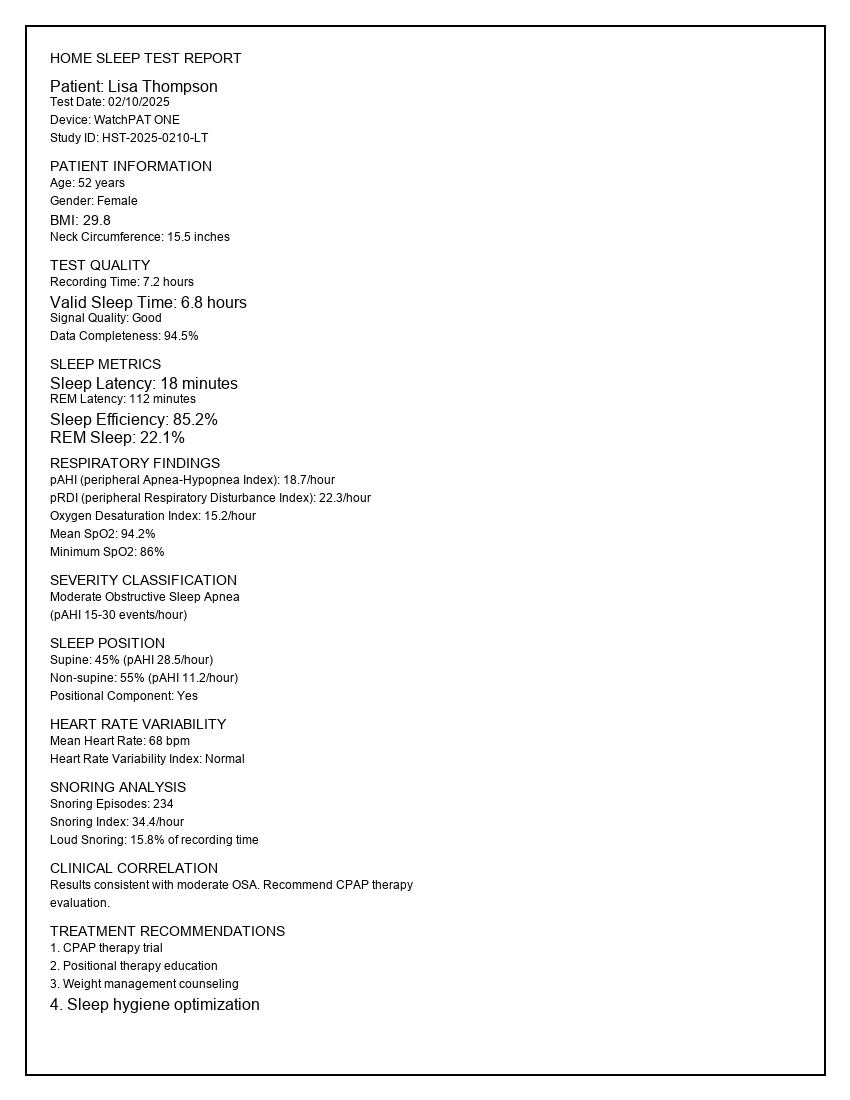 HOME SLEEP TEST REPORT
Patient: Lisa Thompson
Test Date: 02/10/2025
Device: WatchPAT ONE
Study ID: HST-2025-0210-LT
PATIENT INFORMATION
Age: 52 years
Gender: Female
BMI: 29.8
Neck Circumference: 15.5 inches
TEST QUALITY
Recording Time: 7.2 hours
Valid Sleep Time: 6.8 hours
Signal Quality: Good
Data Completeness: 94.5%
SLEEP METRICS
Sleep Latency: 18 minutes
REM Latency: 112 minutes
Sleep Efficiency: 85.2%
REM Sleep: 22.1%
RESPIRATORY FINDINGS
pAHI (peripheral Apnea-Hypopnea Index): 18.7/hour
pRDI (peripheral Respiratory Disturbance Index): 22.3/hour
Oxygen Desaturation Index: 15.2/hour
Mean SpO2: 94.2%
Minimum SpO2: 86%
SEVERITY CLASSIFICATION
Moderate Obstructive Sleep Apnea
(pAHI 15-30 events/hour)
SLEEP POSITION
Supine: 45% (pAHI 28.5/hour)
Non-supine: 55% (pAHI 11.2/hour)
Positional Component: Yes
HEART RATE VARIABILITY
Mean Heart Rate: 68 bpm
Heart Rate Variability Index: Normal
SNORING ANALYSIS
Snoring Episodes: 234
Snoring Index: 34.4/hour
Loud Snoring: 15.8% of recording time
CLINICAL CORRELATION
Results consistent with moderate OSA. Recommend CPAP therapy
evaluation.
TREATMENT RECOMMENDATIONS
1. CPAP therapy trial
2. Positional therapy education
3. Weight management counseling
4. Sleep hygiene optimization